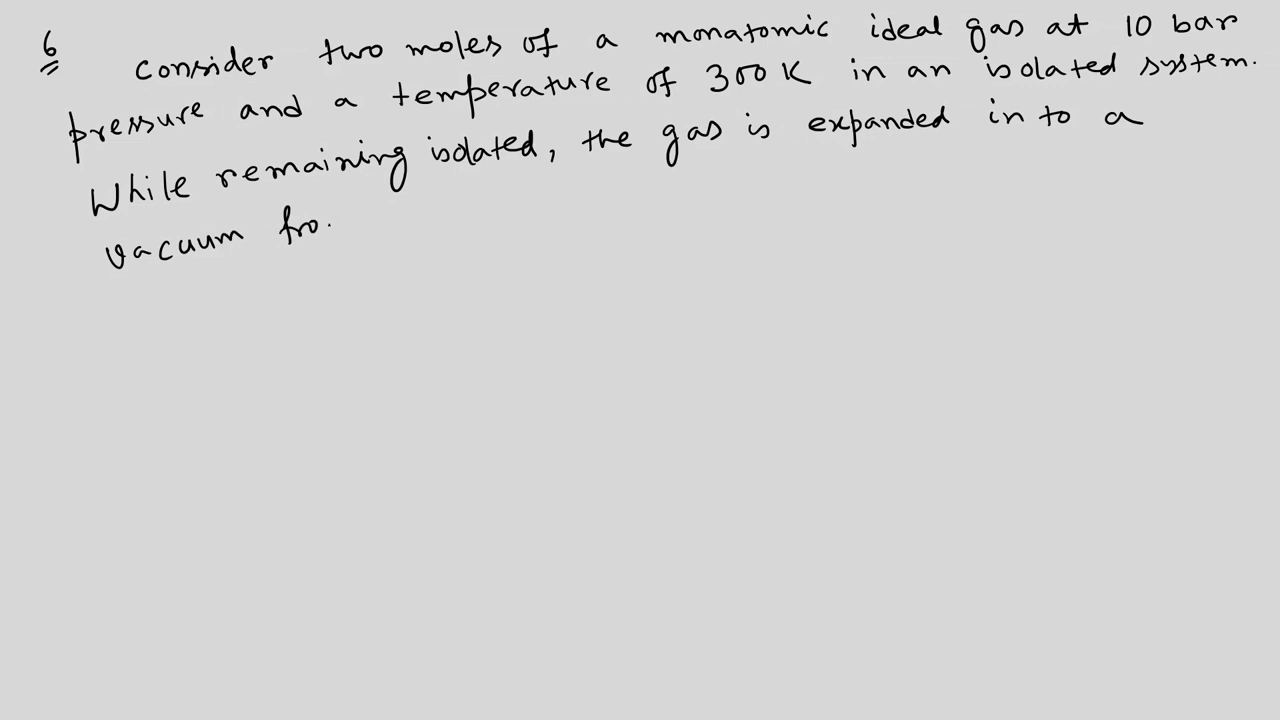 6 consider two moles of a monatomic ideal gas at 10 bar
pressure and a temperature of 300K in an isolated system.
While remaining isolated, the gas is expanded in to a
vacuum fro.